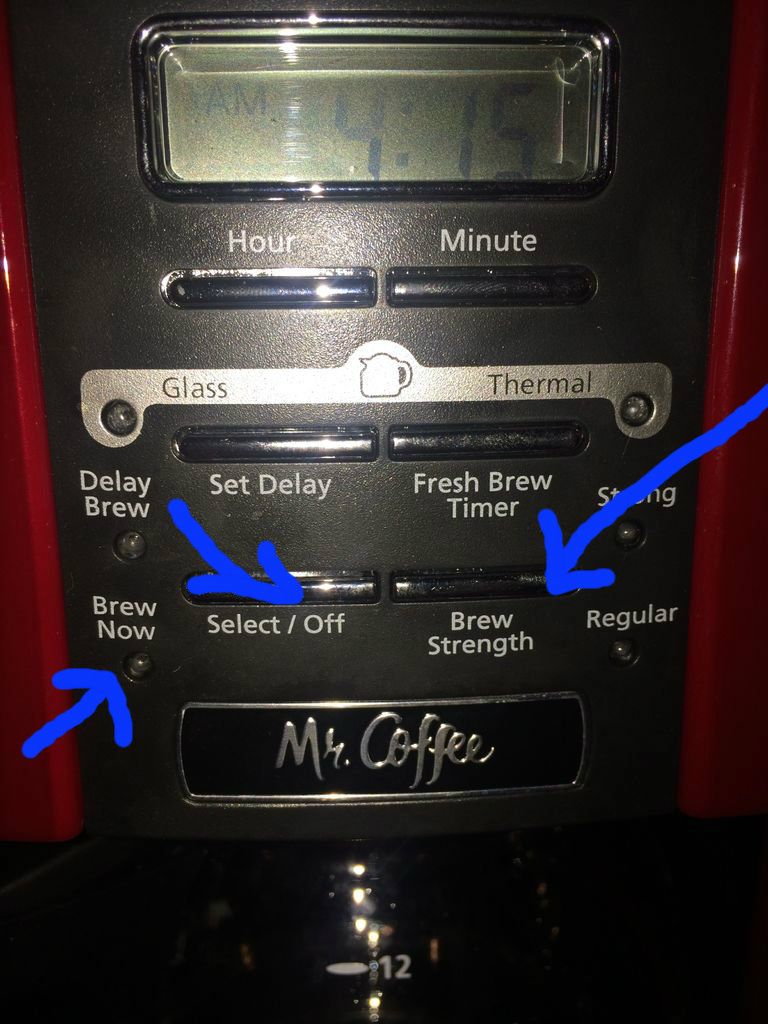 AM 4:15
Hour Minute
Glass Thermal
Delay
Brew
Set Delay
Fresh Brew
Timer
Strong
Brew
Now
Select / Off
Brew
Strength
Regular
Mr. Coffee
12